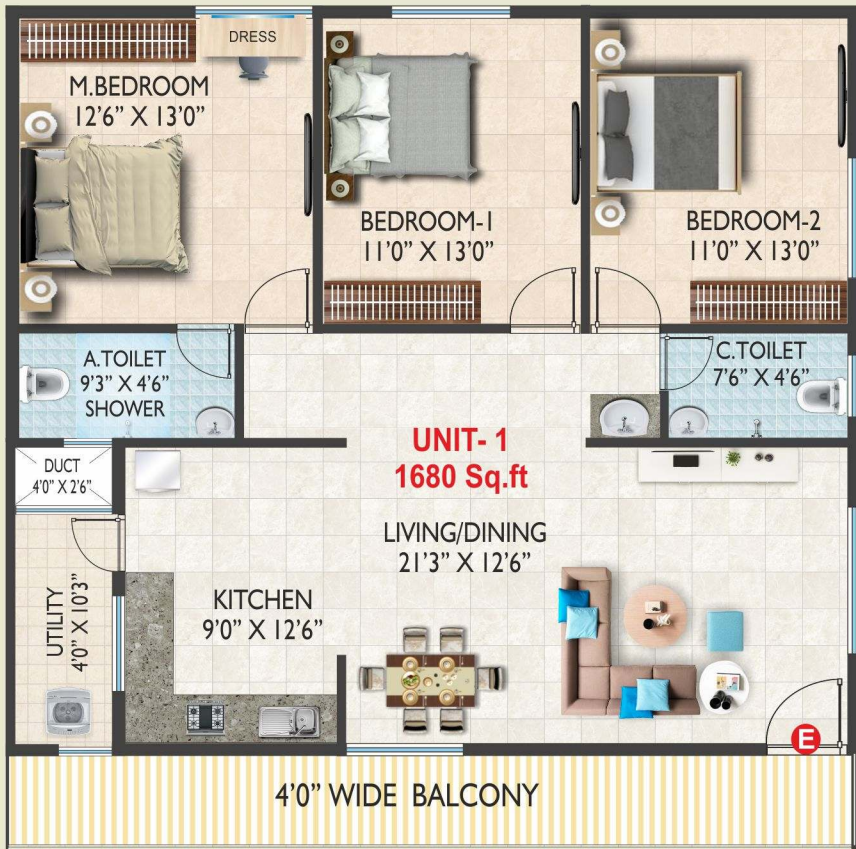 DRESS
M.BEDROOM
12'6" X 13'0"
BEDROOM-1
11'0" X 13'0"
BEDROOM-2
11'0" X 13'0"
A.TOILET
9'3" X 4'6"
SHOWER
C.TOILET
7'6" X 4'6"
UNIT- 1
1680 Sq.ft
DUCT
4'0" X 2'6"
LIVING/DINING
21'3" X 12'6"
KITCHEN
9'0" X 12'6"
UTILITY
4'0" X 10'3"
E
4'0" WIDE BALCONY